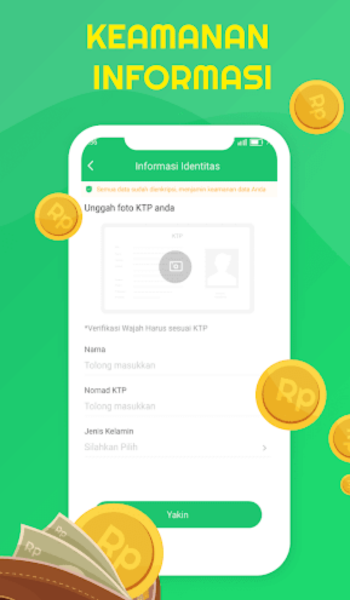 KEAMANAN
INFORMASI
Rp
Informasi Identitas
Semua data sudah dienkripsi, menjamin keamanan data Anda
Rp
Unggah foto KTP anda
KTP
*Verifikasi Wajah Harus sesuai KTP
Nama
Tolong masukkan
Rp
Nomad KTP
Tolong masukkan
Jenis Kelamin
Silahkan Pilih
Yakin
Rp
Rp
Rp